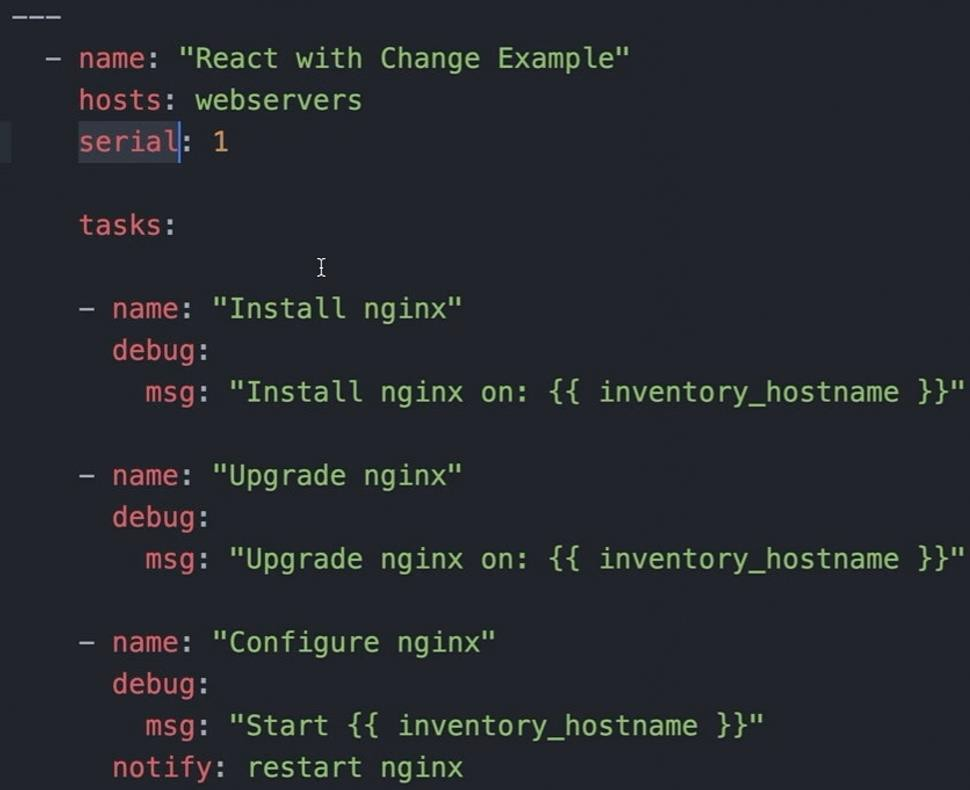 ---
  - name: "React with Change Example"
    hosts: webservers
    serial: 1
    tasks:
    - name: "Install nginx"
      debug:
        msg: "Install nginx on: {{ inventory_hostname }}"
    - name: "Upgrade nginx"
      debug:
        msg: "Upgrade nginx on: {{ inventory_hostname }}"
    - name: "Configure nginx"
      debug:
        msg: "Start {{ inventory_hostname }}"
      notify: restart nginx